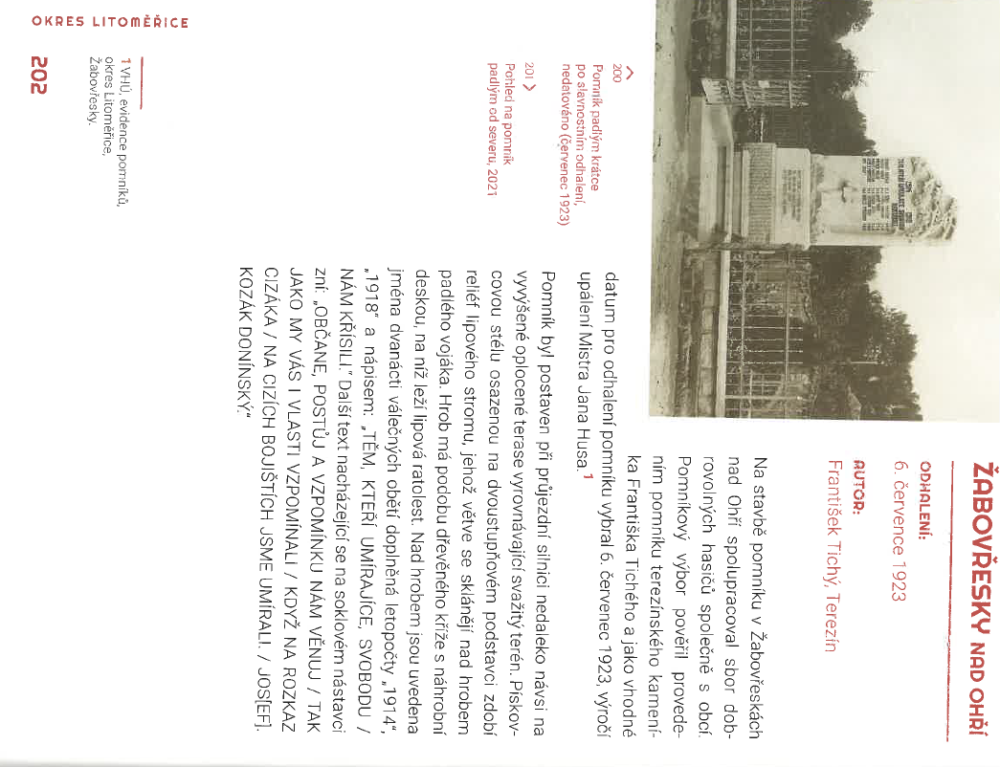 ŽABOVŘESKY NAD OHŘÍ
ODHALENÍ:
6. července 1923
AUTOR:
František Tichý, Terezín
Na stavbě pomníku v Žabovřeskách
nad Ohří spolupracoval sbor dob-
rovolných hasičů společně s obcí.
Pomníkový výbor pověřil provede-
ním pomníku terezínského kamení-
ka Františka Tichého a jako vhodné
datum pro odhalení pomníku vybral 6. červenec 1923, výročí
upálení Mistra Jana Husa.1
Pomník byl postaven při průjezdní silnici nedaleko návsi na
vyvýšené oplocené terase vyrovnávající svažitý terén. Pískov-
covou stélu osazenou na dvoustupňovém podstavci zdobí
reliéf lipového stromu, jehož větve se sklánějí nad hrobem
padlého vojáka. Hrob má podobu dřevěného kříže s náhrobní
deskou, na níž leží lipová ratolest. Nad hrobem jsou uvedena
jména dvanácti válečných obětí doplněná letopočty „1914“,
„1918“ a nápisem: „TĚM, KTEŘÍ UMÍRAJÍCE, SVOBODU /
NÁM KŘÍSILI.“ Další text nacházející se na soklovém nástavci
zní: „OBČANE, POSTŮJ A VZPOMÍNKU NÁM VĚNUJ / TAK
JAKO MY VÁS I VLASTI VZPOMÍNALI / KDYŽ NA ROZKAZ
CIZÁKA / NA CIZÍCH BOJIŠTÍCH JSME UMÍRALI. / JOS[EF].
KOZÁK DONÍNSKÝ.“
200
Pomník padlým krátce
po slavnostním odhalení,
nedatováno (červenec 1923)
201
Pohled na pomník
padlým od severu, 2021
1 VHÚ, evidence pomníků,
okres Litoměřice,
Žabovřesky.
OKRES LITOMĚŘICE
202